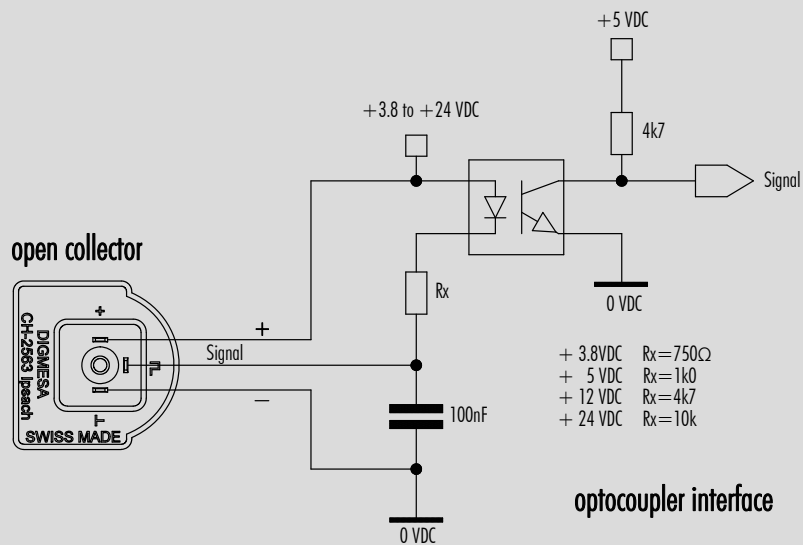 +5 VDC
+3.8 to +24 VDC
4k7
Signal
open collector
0 VDC
Rx
+
DIGMESA
CH-2563 Ipsach
SWISS MADE
+
Signal
–
100nF
+ 3.8VDC Rx=750Ω
+ 5 VDC Rx=1k0
+ 12 VDC Rx=4k7
+ 24 VDC Rx=10k
optocoupler interface
0 VDC